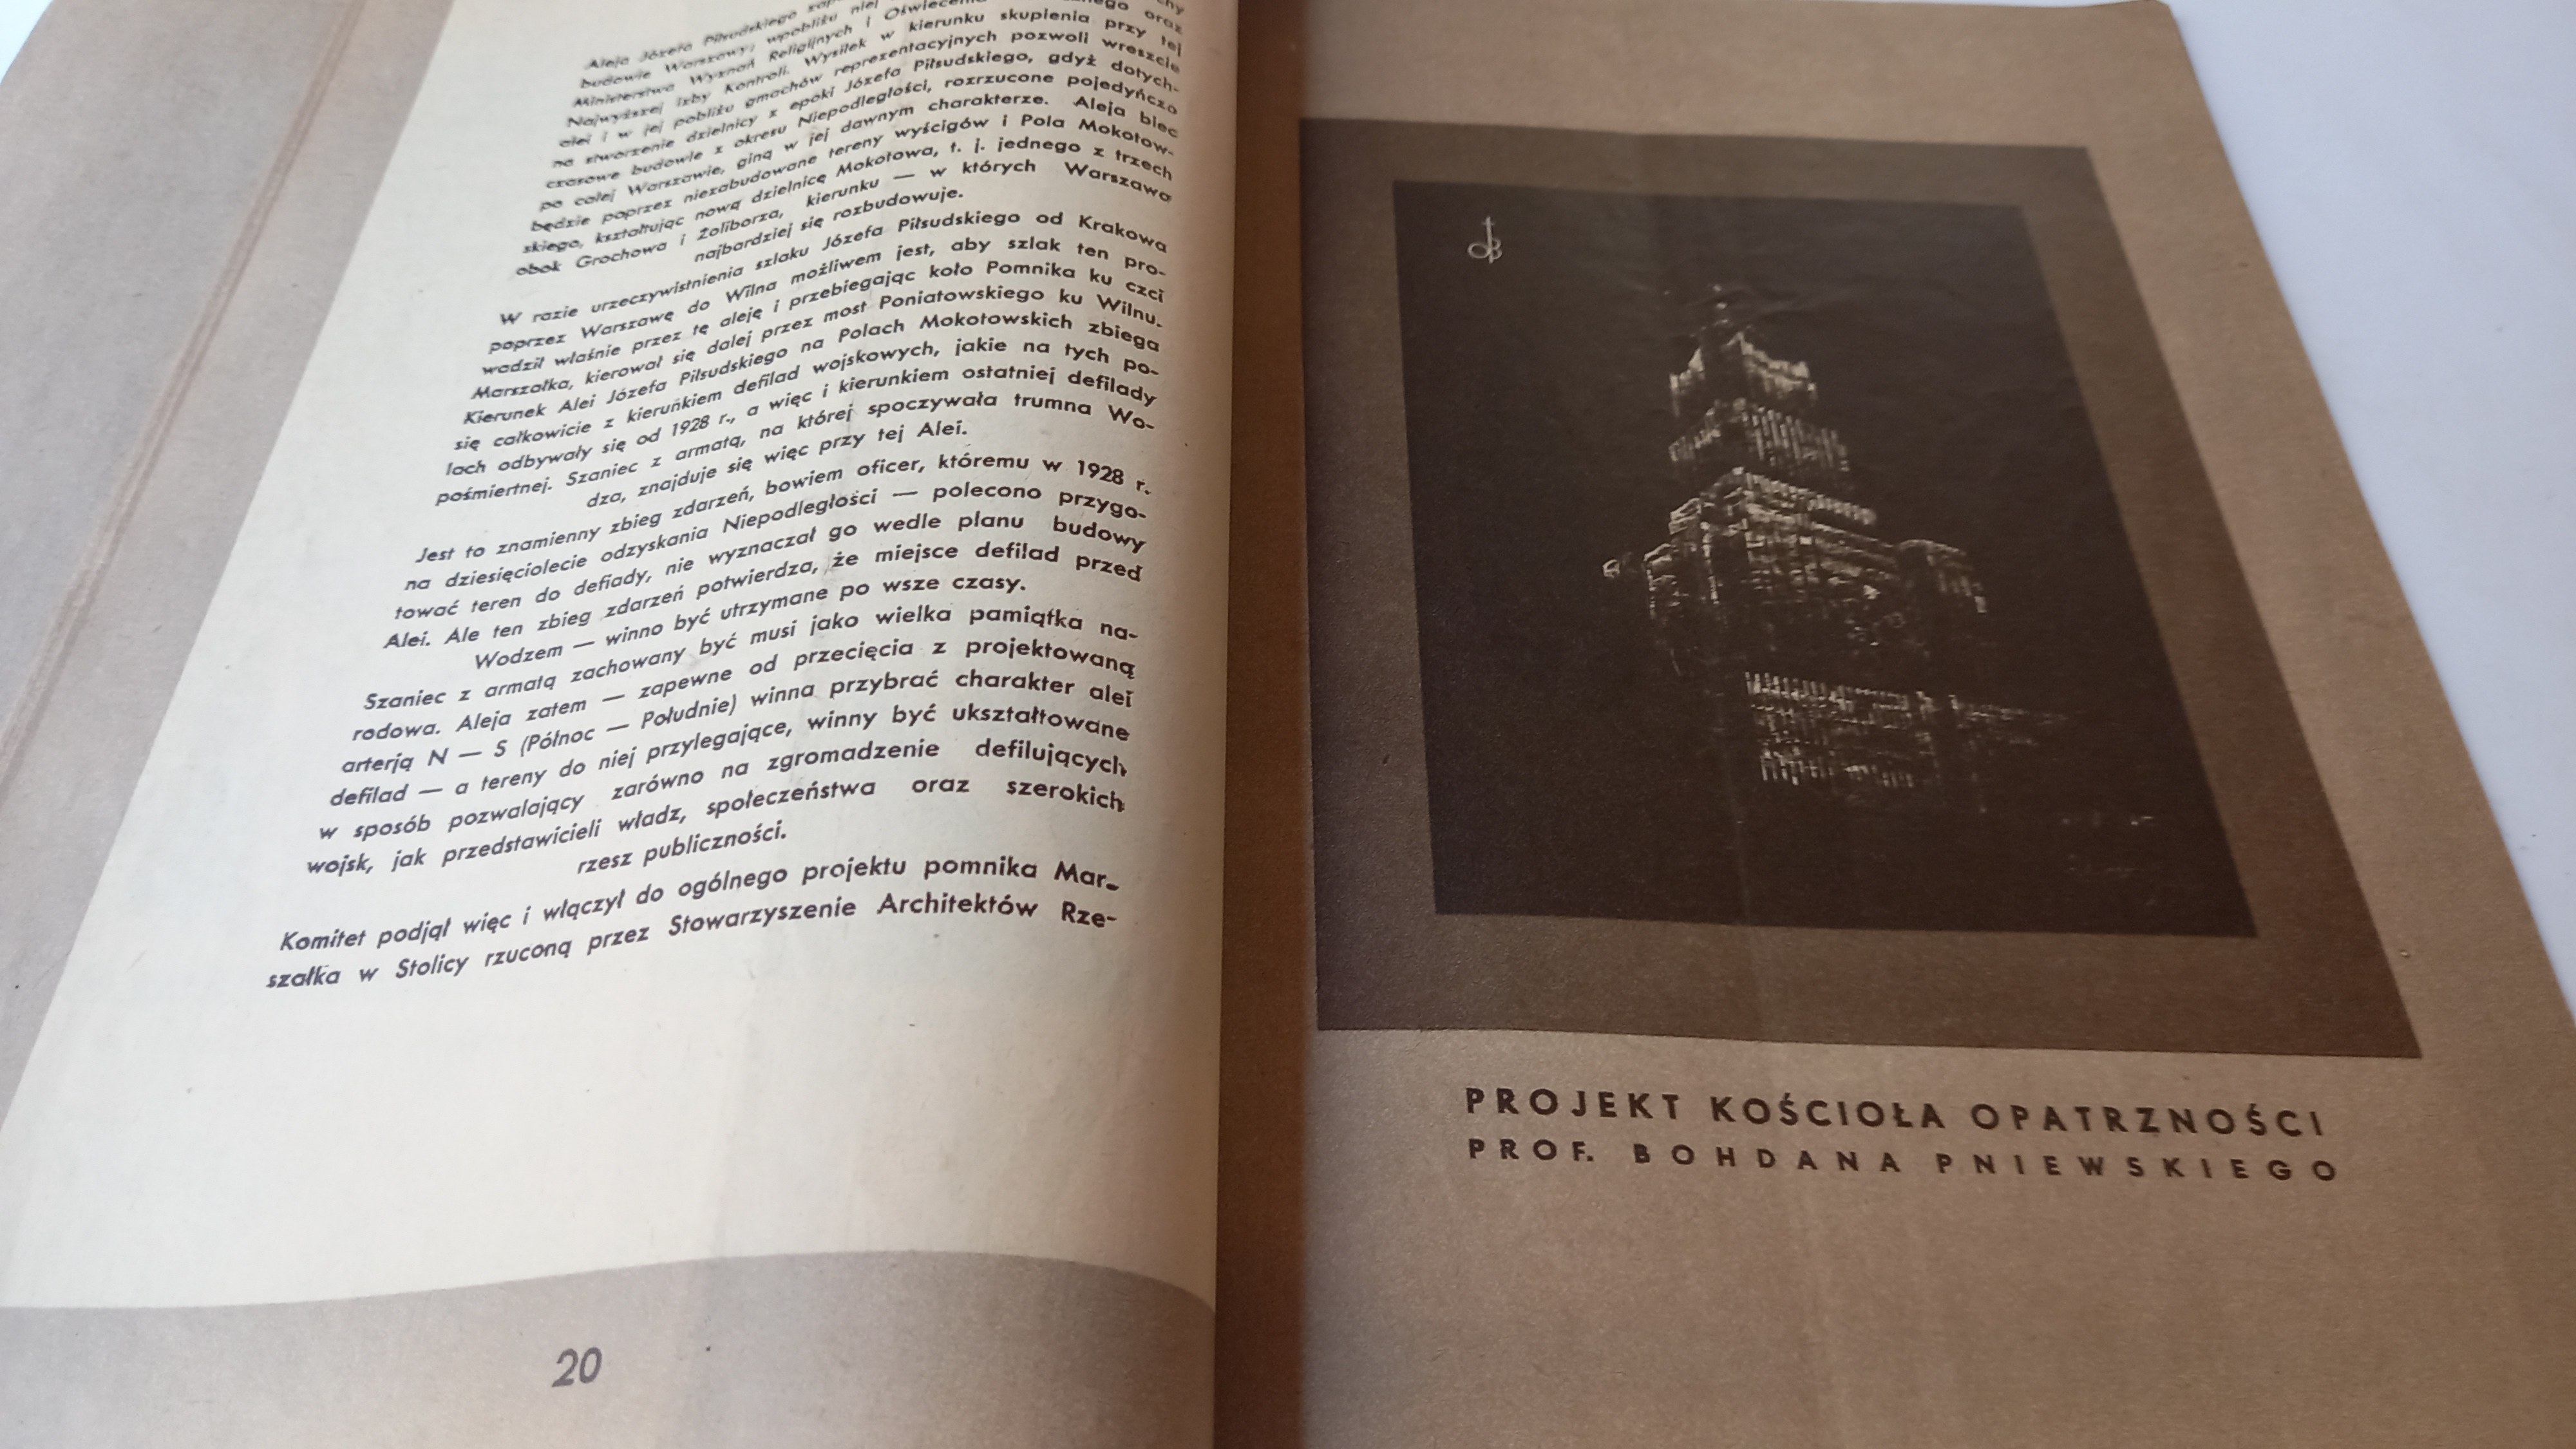 Aleja Józefa Piłsudskiego
budowie Warszawy; wpobliżu niej oraz
Ministerstwa Wyznań Religijnych i Oświecenia
Najwyższej Izby Kontroli. Wysiłek w kierunku skupienia przy tej
alei i w jej pobliżu gmachów reprezentacyjnych pozwoli wreszcie
na stworzenie dzielnicy z epoki Józefa Piłsudskiego, gdyż dotych-
czasowe budowle z okresu Niepodległości, rozrzucone pojedyńczo
po całej Warszawie, giną w jej dawnym charakterze. Aleja biec
będzie poprzez niezabudowane tereny wyścigów i Pola Mokotow-
skiego, kształtując nową dzielnicę Mokotowa, t. j. jednego z trzech
obok Grochowa i Żoliborza, kierunku — w których Warszawa
najbardziej się rozbudowuje.
W razie urzeczywistnienia szlaku Józefa Piłsudskiego od Krakowa
poprzez Warszawę do Wilna możliwem jest, aby szlak ten pro-
wadził właśnie przez tę aleję i przebiegając koło Pomnika ku czci
Marszałka, kierował się dalej przez most Poniatowskiego ku Wilnu.
Kierunek Alei Józefa Piłsudskiego na Polach Mokotowskich zbiega
się całkowicie z kieruńkiem defilad wojskowych, jakie na tych po-
lach odbywały się od 1928 r., a więc i kierunkiem ostatniej defilady
pośmiertnej. Szaniec z armatą, na której spoczywała trumna Wo-
dza, znajduje się więc przy tej Alei.
Jest to znamienny zbieg zdarzeń, bowiem oficer, któremu w 1928 r.
na dziesięciolecie odzyskania Niepodległości — polecono przygo-
tować teren do defiady, nie wyznaczał go wedle planu budowy
Alei. Ale ten zbieg zdarzeń potwierdza, że miejsce defilad przed
Wodzem — winno być utrzymane po wsze czasy.
Szaniec z armatą zachowany być musi jako wielka pamiątka na-
rodowa. Aleja zatem — zapewne od przecięcia z projektowaną
arterją N — S (Północ — Południe) winna przybrać charakter alei
defilad — a tereny do niej przylegające, winny być ukształtowane
w sposób pozwalający zarówno na zgromadzenie defilujących
wojsk, jak przedstawicieli władz, społeczeństwa oraz szerokich
rzesz publiczności.
Komitet podjął więc i włączył do ogólnego projektu pomnika Mar-
szałka w Stolicy rzuconą przez Stowarzyszenie Architektów Rze-
20
PROJEKT KOŚCIOŁA OPATRZNOŚCI
PROF. BOHDANA PNIEWSKIEGO